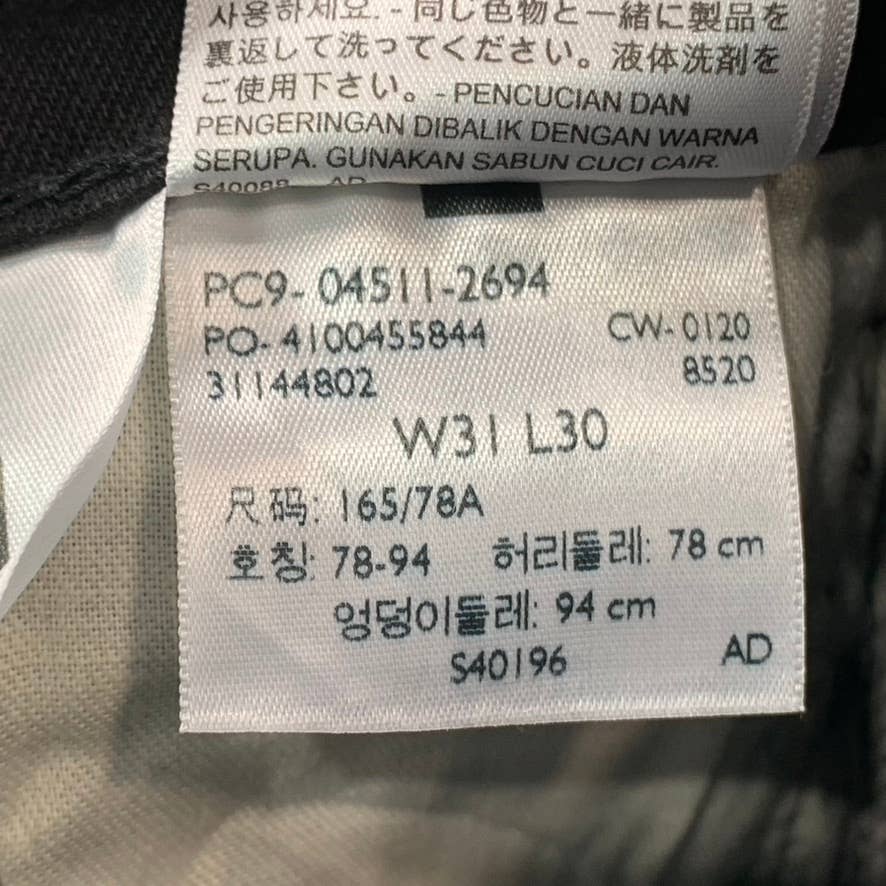 사용하세요. - 同じ色物と一緒に製品を
裏返して洗ってください。液体洗剤を
ご使用下さい。- PENCUCIAN DAN
PENGERINGAN DIBALIK DENGAN WARNA
SERUPA. GUNAKAN SABUN CUCI CAIR.
S40088 AD
PC9- 04511-2694
PO- 4100455844 CW- 0120
31144802 8520
W31 L30
尺码: 165/78A
호칭: 78-94 허리둘레: 78 cm
엉덩이둘레: 94 cm
S40196 AD